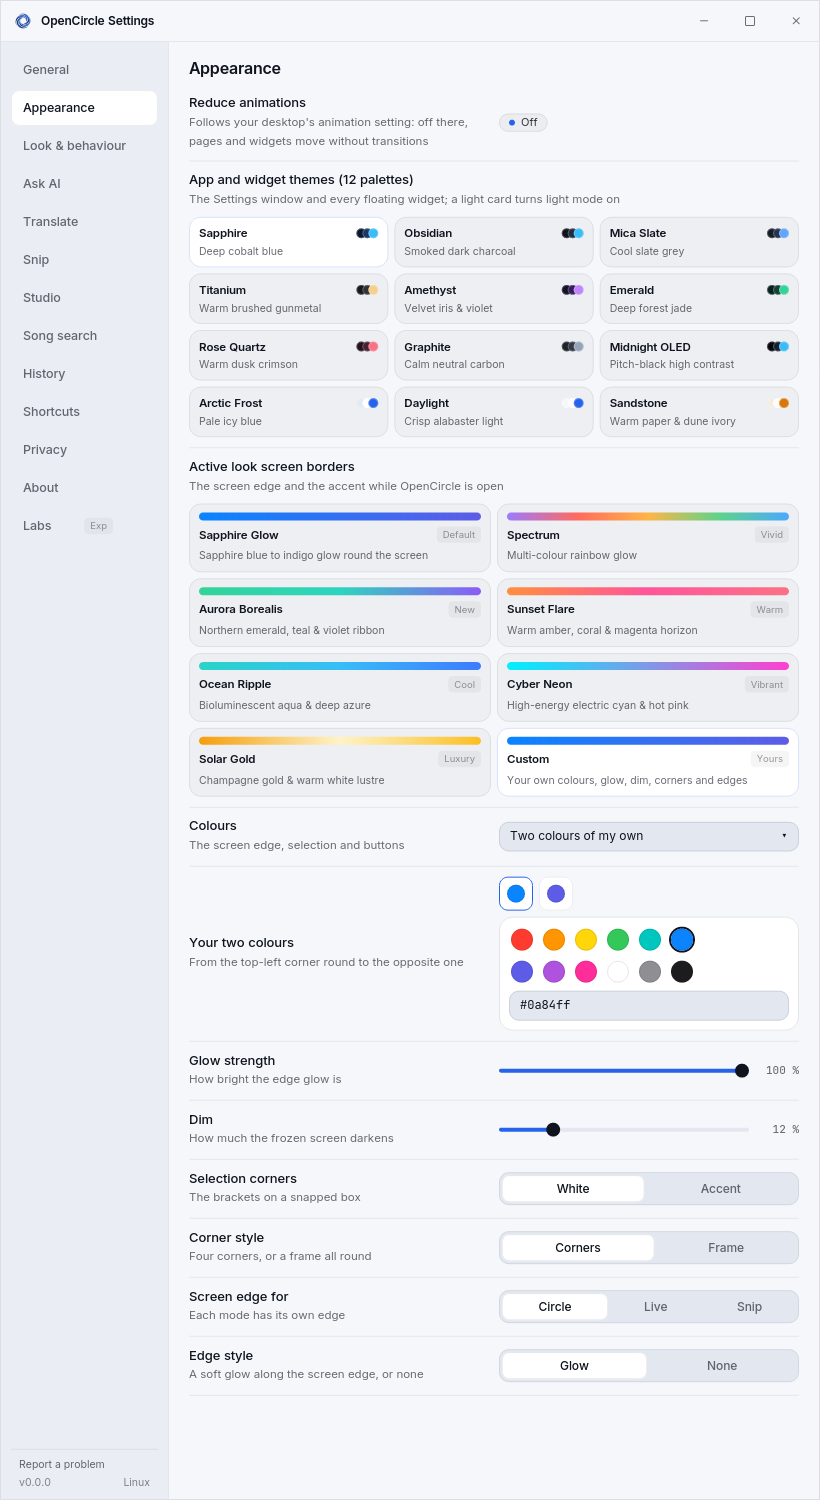 OpenCircle Settings
General
Appearance
Look & behaviour
Ask AI
Translate
Snip
Studio
Song search
History
Shortcuts
Privacy
About
Labs Exp
Report a problem
v0.0.0 Linux
Appearance
Reduce animations
Follows your desktop's animation setting: off there,
pages and widgets move without transitions
Off
App and widget themes (12 palettes)
The Settings window and every floating widget; a light card turns light mode on
Sapphire
Deep cobalt blue
Obsidian
Smoked dark charcoal
Mica Slate
Cool slate grey
Titanium
Warm brushed gunmetal
Amethyst
Velvet iris & violet
Emerald
Deep forest jade
Rose Quartz
Warm dusk crimson
Graphite
Calm neutral carbon
Midnight OLED
Pitch-black high contrast
Arctic Frost
Pale icy blue
Daylight
Crisp alabaster light
Sandstone
Warm paper & dune ivory
Active look screen borders
The screen edge and the accent while OpenCircle is open
Sapphire Glow Default
Sapphire blue to indigo glow round the screen
Spectrum Vivid
Multi-colour rainbow glow
Aurora Borealis New
Northern emerald, teal & violet ribbon
Sunset Flare Warm
Warm amber, coral & magenta horizon
Ocean Ripple Cool
Bioluminescent aqua & deep azure
Cyber Neon Vibrant
High-energy electric cyan & hot pink
Solar Gold Luxury
Champagne gold & warm white lustre
Custom Yours
Your own colours, glow, dim, corners and edges
Colours
The screen edge, selection and buttons
Two colours of my own
Your two colours
From the top-left corner round to the opposite one
#0a84ff
Glow strength
How bright the edge glow is
100 %
Dim
How much the frozen screen darkens
12 %
Selection corners
The brackets on a snapped box
White Accent
Corner style
Four corners, or a frame all round
Corners Frame
Screen edge for
Each mode has its own edge
Circle Live Snip
Edge style
A soft glow along the screen edge, or none
Glow None